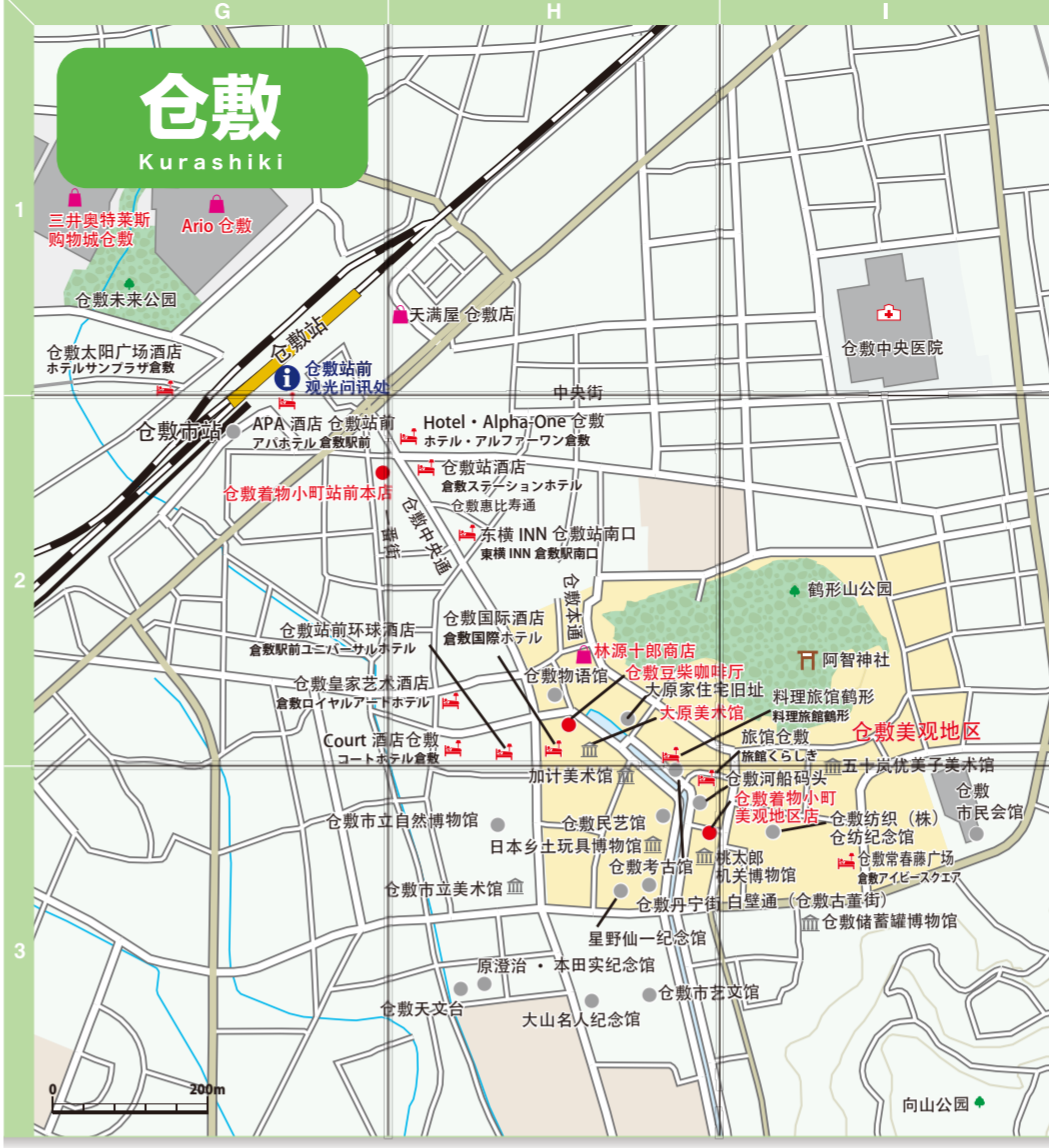 G
H
I
仓敷
Kurashiki
1
三井奥特莱斯
购物城仓敷
Ario 仓敷
仓敷未来公园
天满屋 仓敷店
仓敷站
仓敷中央医院
仓敷太阳广场酒店
ホテルサンプラザ倉敷
仓敷站前
观光问讯处
中央街
仓敷市站
APA 酒店 仓敷站前
アパホテル 倉敷駅前
Hotel・Alpha-One 仓敷
ホテル・アルファーワン倉敷
仓敷着物小町站前本店
仓敷站酒店
倉敷ステーションホテル
仓敷惠比寿通
一番街
仓敷中央通
东横 INN 仓敷站南口
東横 INN 倉敷駅南口
2
仓敷本通
鹤形山公园
仓敷国际酒店
倉敷国際ホテル
仓敷站前环球酒店
倉敷駅前ユニバーサルホテル
林源十郎商店
阿智神社
仓敷物语馆
仓敷豆柴咖啡厅
大原家住宅旧址
仓敷皇家艺术酒店
倉敷ロイヤルアートホテル
大原美术馆
料理旅馆鹤形
料理旅館鶴形
仓敷美观地区
Court 酒店仓敷
コートホテル倉敷
旅馆仓敷
旅館くらしき
五十岚优美子美术馆
加计美术馆
仓敷河船码头
仓敷
市民会馆
仓敷着物小町
美观地区店
仓敷市立自然博物馆
仓敷民艺馆
仓敷纺织（株）
仓纺纪念馆
日本乡土玩具博物馆
仓敷考古馆
桃太郎
机关博物馆
仓敷常春藤广场
倉敷アイビースクエア
仓敷市立美术馆
仓敷丹宁街
白壁通（仓敷古董街）
仓敷储蓄罐博物馆
3
星野仙一纪念馆
原澄治・本田实纪念馆
仓敷天文台
仓敷市艺文馆
大山名人纪念馆
0
200m
向山公园